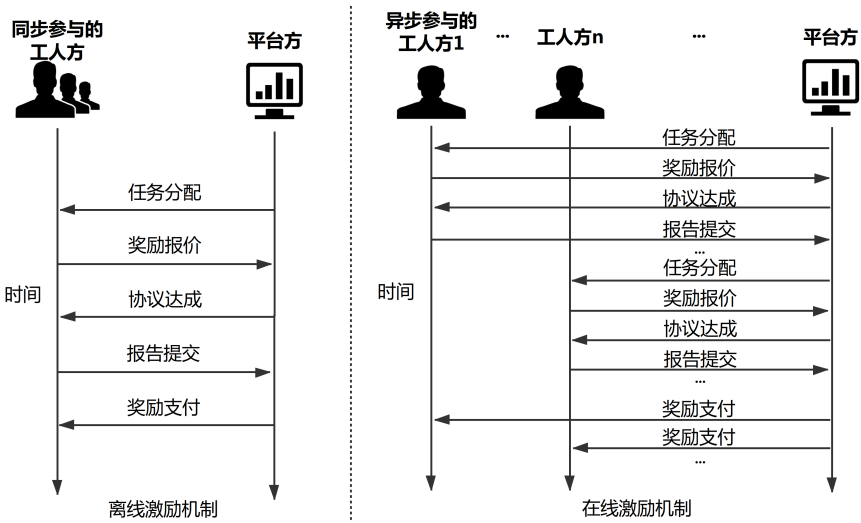 同步参与的
工人方
平台方
任务分配
奖励报价
时间
协议达成
报告提交
奖励支付
离线激励机制
异步参与的
工人方1
...
工人方n
...
平台方
任务分配
奖励报价
协议达成
报告提交
...
任务分配
时间
奖励报价
协议达成
报告提交
...
奖励支付
奖励支付
...
在线激励机制